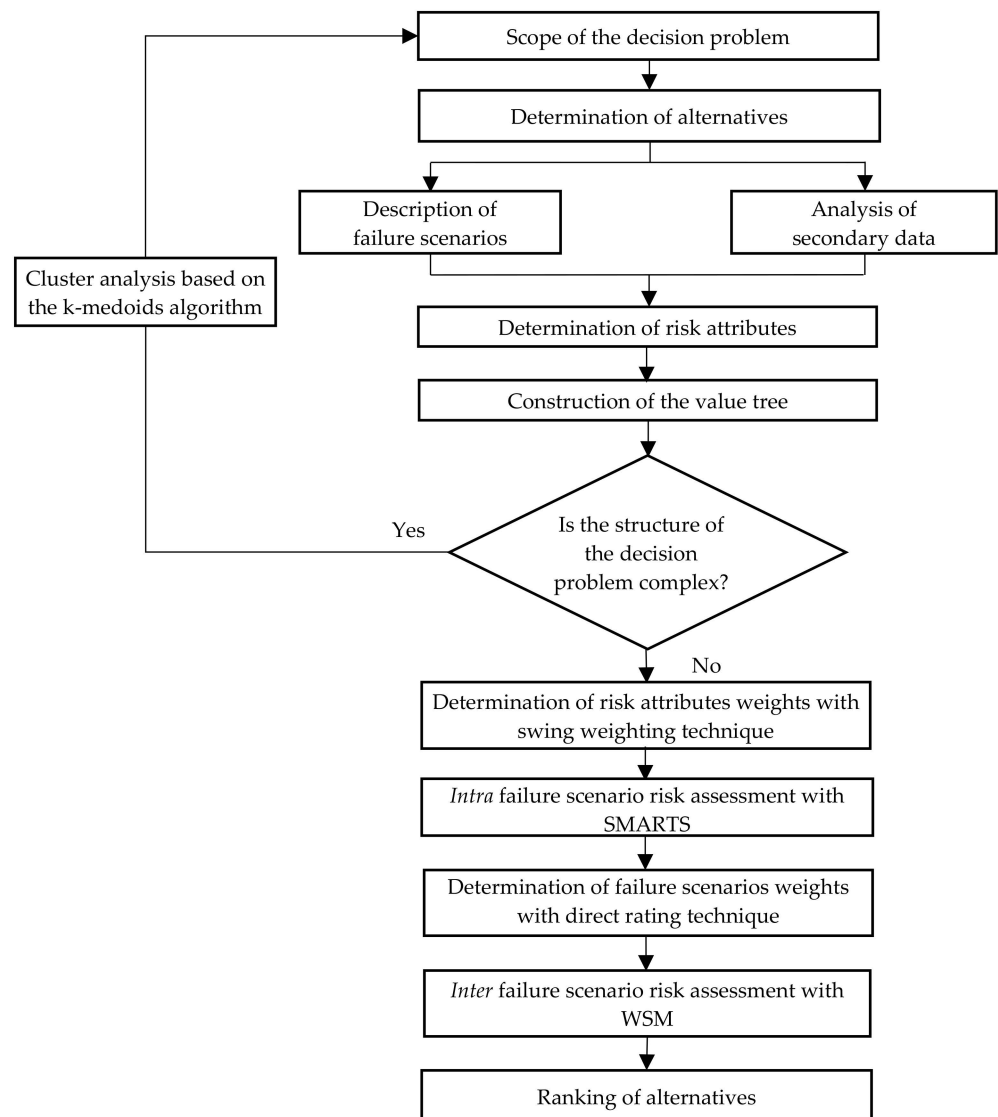 Scope of the decision problem
Determination of alternatives
Description of
failure scenarios
Analysis of
secondary data
Cluster analysis based on
the k-medoids algorithm
Determination of risk attributes
Construction of the value tree
Yes
Is the structure of
the decision
problem complex?
No
Determination of risk attributes weights with
swing weighting technique
Intra failure scenario risk assessment with
SMARTS
Determination of failure scenarios weights
with direct rating technique
Inter failure scenario risk assessment with
WSM
Ranking of alternatives